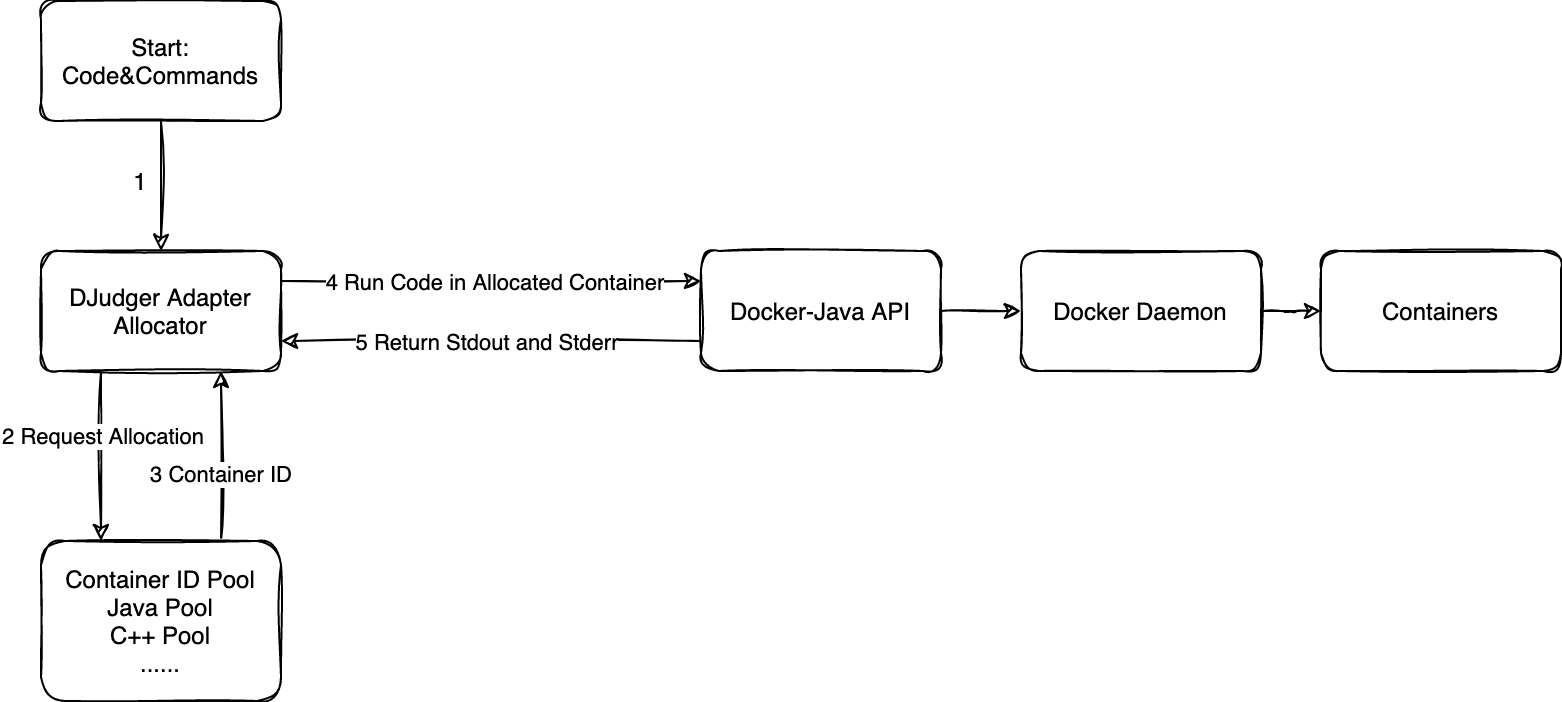 Start:
Code&Commands
1
DJudger Adapter
Allocator
4 Run Code in Allocated Container
5 Return Stdout and Stderr
Docker-Java API
Docker Daemon
Containers
2 Request Allocation
3 Container ID
Container ID Pool
Java Pool
C++ Pool
......